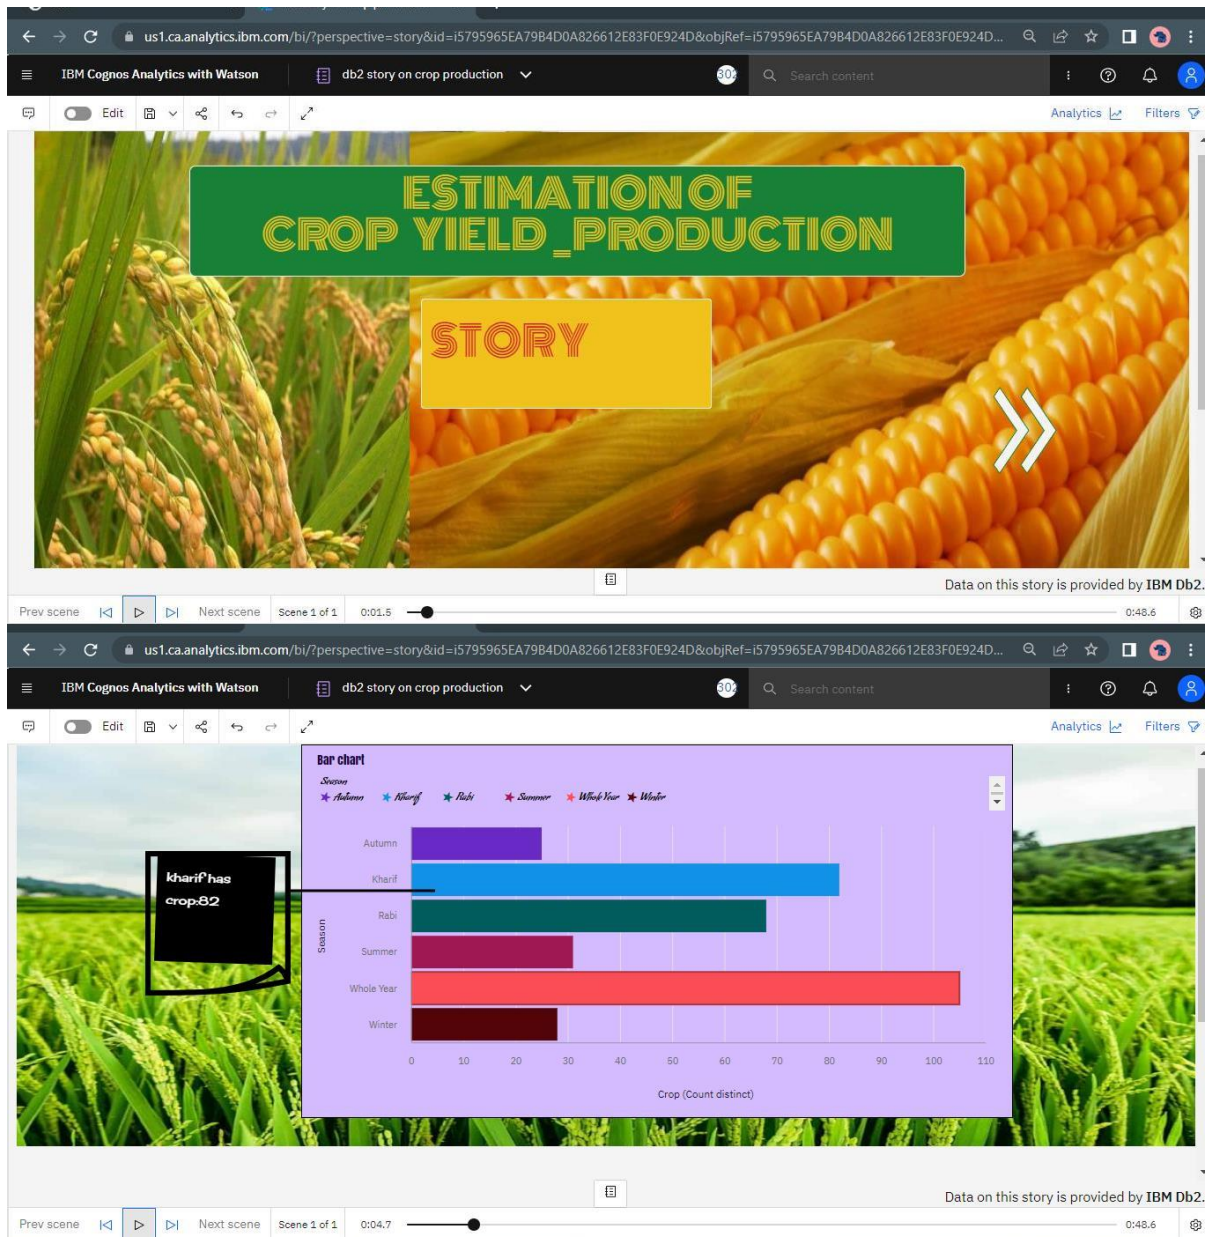 us1.ca.analytics.ibm.com/bi/?perspective=story&id=i5795965EA79B4D0A826612E83F0E924D&objRef=i5795965EA79B4D0A826612E83F0E924D...
IBM Cognos Analytics with Watson
db2 story on crop production
302
Search content
Edit
Analytics
Filters
ESTIMATION OF
CROP YIELD_PRODUCTION
STORY
Data on this story is provided by IBM Db2.
Prev scene
Next scene
Scene 1 of 1
0:01.5
0:48.6
us1.ca.analytics.ibm.com/bi/?perspective=story&id=i5795965EA79B4D0A826612E83F0E924D&objRef=i5795965EA79B4D0A826612E83F0E924D...
IBM Cognos Analytics with Watson
db2 story on crop production
302
Search content
Edit
Analytics
Filters
Bar chart
Season
Autumn Kharif Rabi Summer Whole Year Winter
kharif has
crop:82
Season
Autumn
Kharif
Rabi
Summer
Whole Year
Winter
0 10 20 30 40 50 60 70 80 90 100 110
Crop (Count distinct)
Data on this story is provided by IBM Db2.
Prev scene
Next scene
Scene 1 of 1
0:04.7
0:48.6